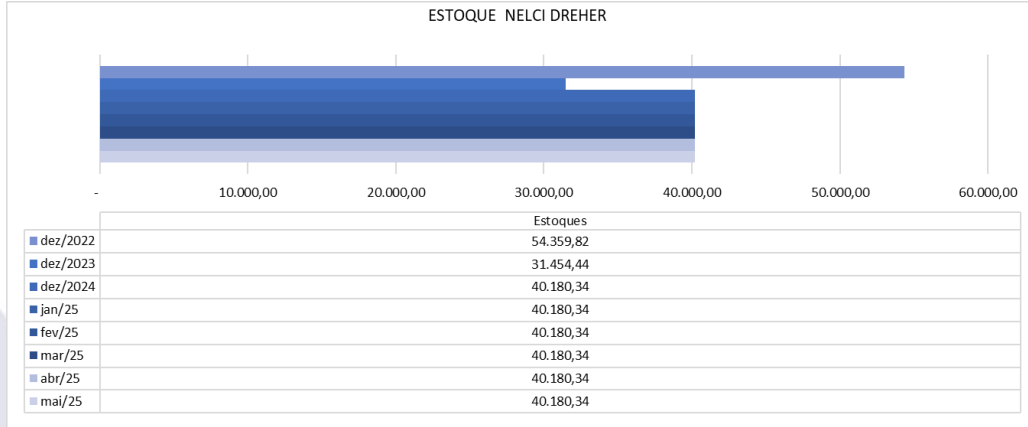 ESTOQUE  NELCI DREHER
- 10.000,00 20.000,00 30.000,00 40.000,00 50.000,00 60.000,00
Estoques
dez/2022 54.359,82
dez/2023 31.454,44
dez/2024 40.180,34
jan/25 40.180,34
fev/25 40.180,34
mar/25 40.180,34
abr/25 40.180,34
mai/25 40.180,34